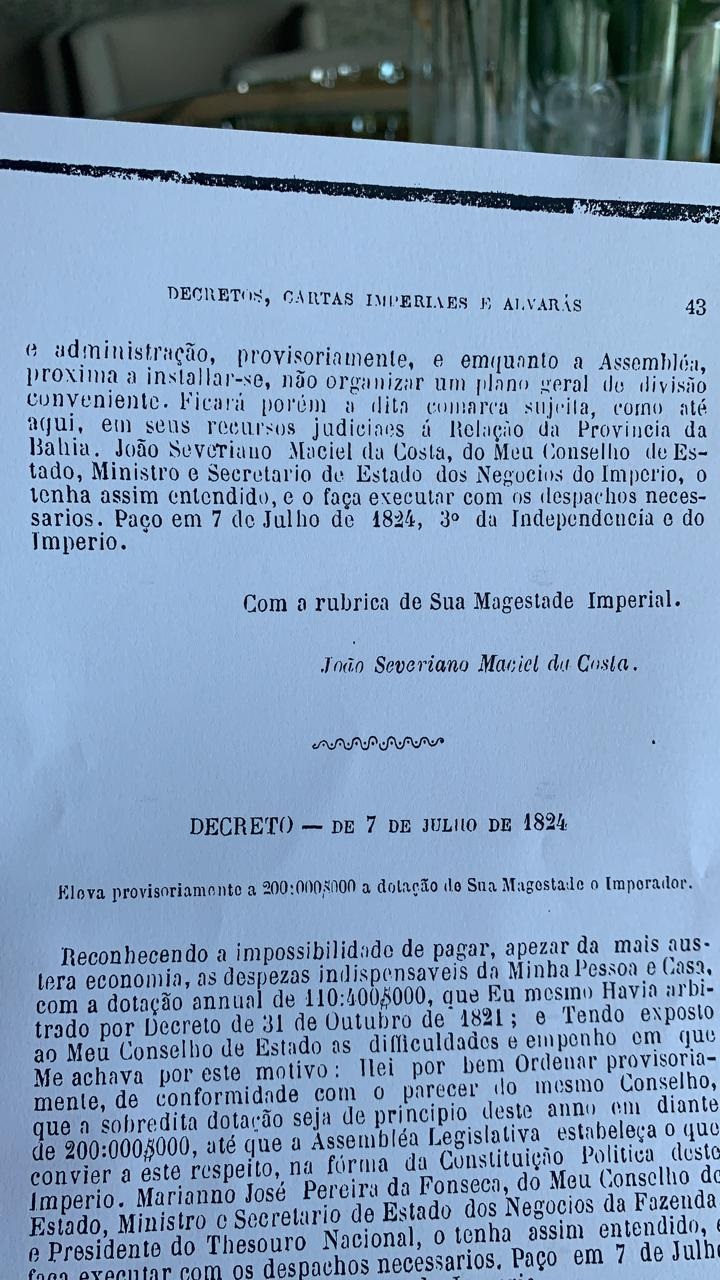 DECRETOS, CARTAS IMPERIAES E ALVARÁS 43
e administração, provisoriamente, e emquanto a Assembléa,
proxima a installar-se, não organizar um plano geral de divisão
conveniente. Ficará porém a dita comarca sujeita, como até
aqui, em seus recursos judiciaes á Relação da Provincia da
Bahia. João Severiano Maciel da Costa, do Meu Conselho de Es-
tado, Ministro e Secretario de Estado dos Negocios do Imperio, o
tenha assim entendido, e o faça executar com os despachos neces-
sarios. Paço em 7 de Julho de 1824, 3º da Independencia e do
Imperio.
Com a rubrica de Sua Magestade Imperial.
João Severiano Maciel da Costa.
DECRETO — DE 7 DE JULHO DE 1824
Eleva provisoriamente a 200:000$000 a dotação de Sua Magestade o Imperador.
Reconhecendo a impossibilidade de pagar, apezar da mais aus-
tera economia, as despezas indispensaveis da Minha Pessoa e Casa,
com a dotação annual de 110:400$000, que Eu mesmo Havia arbi-
trado por Decreto de 31 de Outubro de 1821; e Tendo exposto
ao Meu Conselho de Estado as difficuldades e empenho em que
Me achava por este motivo: Hei por bem Ordenar provisoria-
mente, de conformidade com o parecer do mesmo Conselho,
que a sobredita dotação seja de principio deste anno em diante
de 200:000$000, até que a Assembléa Legislativa estabeleça o que
convier a este respeito, na fórma da Constituição Politica deste
Imperio. Marianno José Pereira da Fonseca, do Meu Conselho de
Estado, Ministro e Secretario de Estado dos Negocios da Fazenda
e Presidente do Thesouro Nacional, o tenha assim entendido, e
faça executar com os despachos necessarios. Paço em 7 de Julho